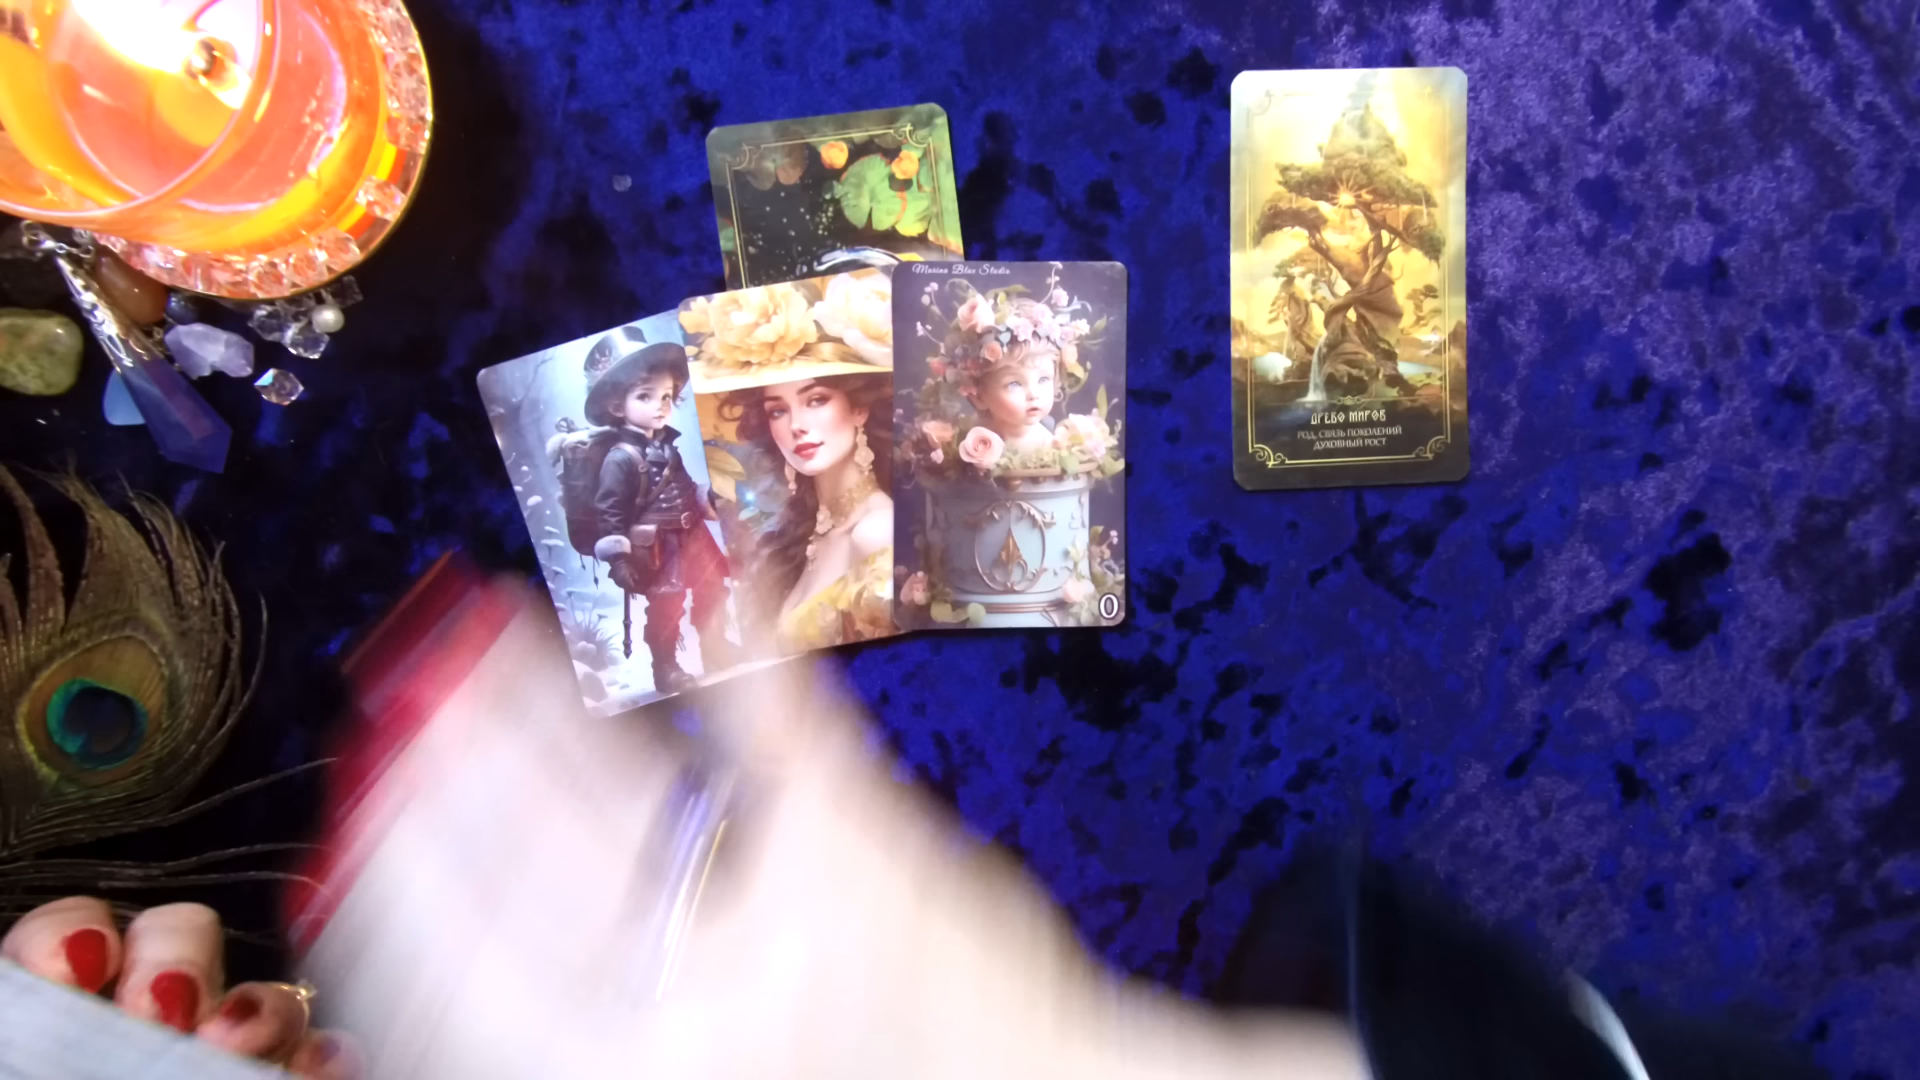 Marina Blue Studio
0
ДРЕВО МИРОВ
РОД, СВЯЗЬ ПОКОЛЕНИЙ
ДУХОВНЫЙ РОСТ